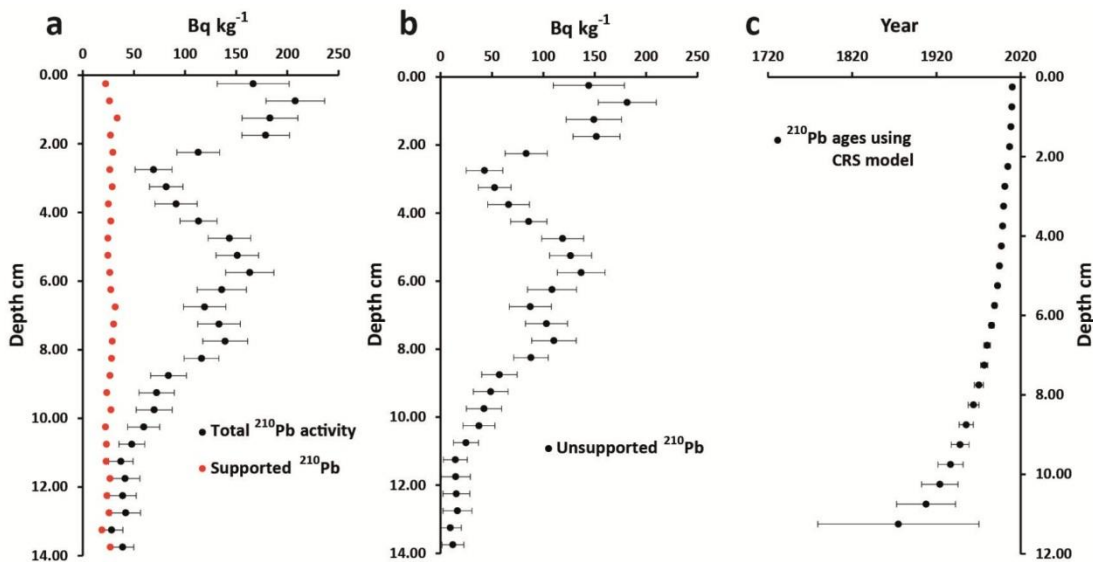 a
Bq kg-1
0 50 100 150 200 250
0.00
2.00
4.00
6.00
8.00
10.00
12.00
14.00
Depth cm
Total 210Pb activity
Supported 210Pb
b
Bq kg-1
0 50 100 150 200 250
0.00
2.00
4.00
6.00
8.00
10.00
12.00
14.00
Depth cm
Unsupported 210Pb
c
Year
1720 1820 1920 2020
0.00
2.00
4.00
6.00
8.00
10.00
12.00
Depth cm
210Pb ages using
CRS model